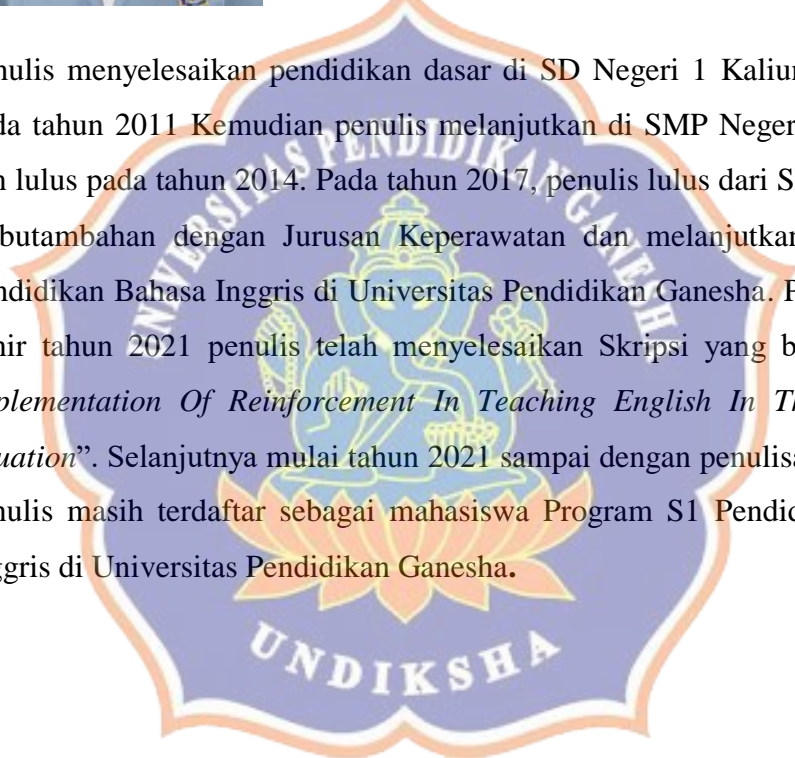 nulis menyelesaikan pendidikan dasar di SD Negeri 1 Kaliun
da tahun 2011 Kemudian penulis melanjutkan di SMP Neger
n lulus pada tahun 2014. Pada tahun 2017, penulis lulus dari S
butambahan dengan Jurusan Keperawatan dan melanjutkan
ndidikan Bahasa Inggris di Universitas Pendidikan Ganesha. P
hir tahun 2021 penulis telah menyelesaikan Skripsi yang b
plementation Of Reinforcement In Teaching English In Th
uation”. Selanjutnya mulai tahun 2021 sampai dengan penulisa
nulis masih terdaftar sebagai mahasiswa Program S1 Pendid
ggris di Universitas Pendidikan Ganesha.
UNIVERSITAS PENDIDIKAN GANESHA
UNDIKSHA